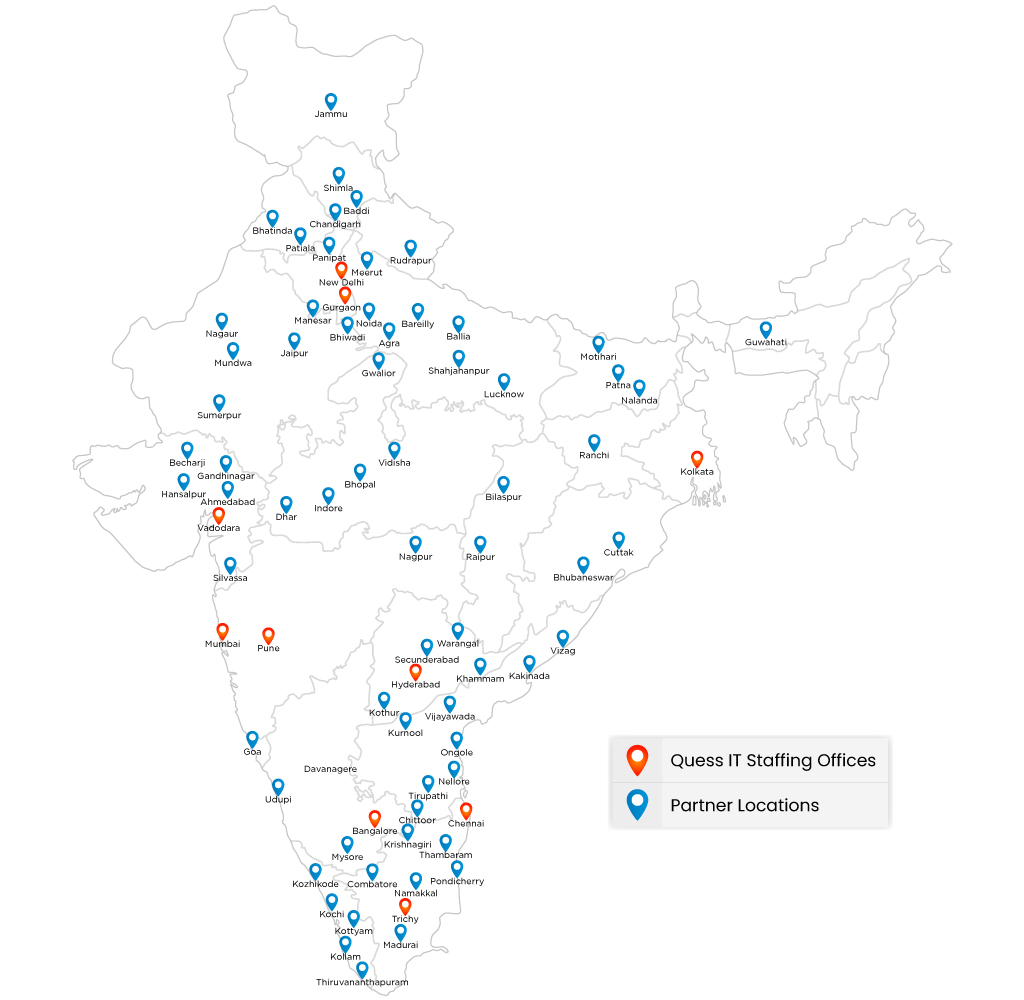 Jammu
Shimla
Baddi
Chandigarh
Bhatinda
Patiala
Panipat
Rudrapur
Meerut
New Delhi
Gurgaon
Manesar
Noida
Bareilly
Nagaur
Bhiwadi
Agra
Ballia
Guwahati
Jaipur
Mundwa
Motihari
Gwalior
Shahjahanpur
Patna
Lucknow
Nalanda
Sumerpur
Ranchi
Becharji
Vidisha
Kolkata
Gandhinagar
Bhopal
Hansalpur
Ahmedabad
Bilaspur
Indore
Dhar
Vadodara
Cuttak
Nagpur
Raipur
Silvassa
Bhubaneswar
Mumbai
Pune
Warangal
Vizag
Secunderabad
Kakinada
Khammam
Hyderabad
Kothur
Vijayawada
Kurnool
Goa
Ongole
Quess IT Staffing Offices
Davanagere
Nellore
Udupi
Tirupathi
Partner Locations
Chittoor
Chennai
Bangalore
Krishnagiri
Mysore
Thambaram
Kozhikode
Combatore
Pondicherry
Namakkal
Kochi
Trichy
Kottyam
Madurai
Kollam
Thiruvananthapuram